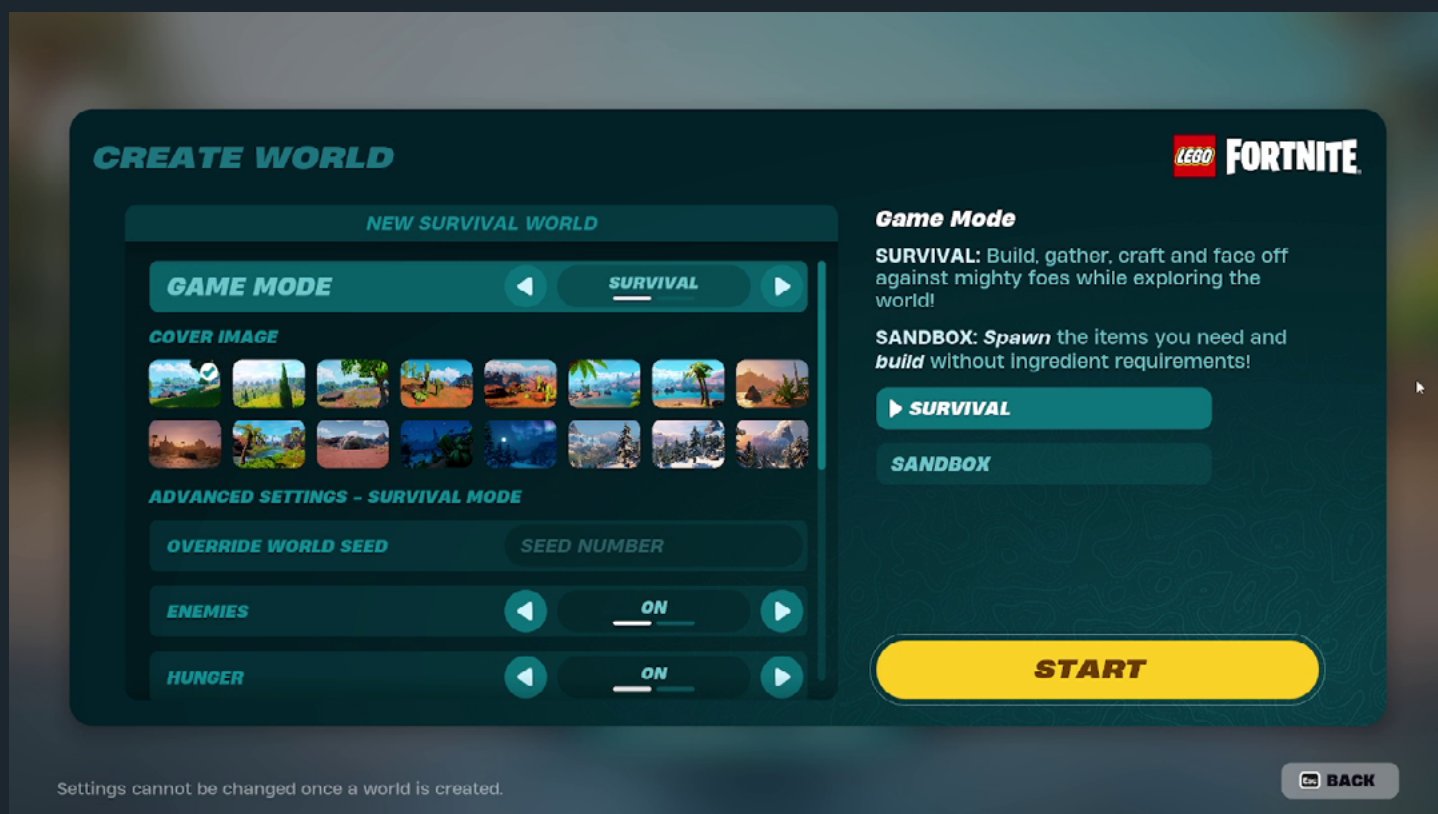 CREATE WORLD
LEGO FORTNITE
NEW SURVIVAL WORLD
GAME MODE
SURVIVAL
COVER IMAGE
ADVANCED SETTINGS - SURVIVAL MODE
OVERRIDE WORLD SEED
SEED NUMBER
ENEMIES
ON
HUNGER
ON
Game Mode
SURVIVAL: Build, gather, craft and face off
against mighty foes while exploring the
world!
SANDBOX: Spawn the items you need and
build without ingredient requirements!
SURVIVAL
SANDBOX
START
Settings cannot be changed once a world is created.
Esc BACK